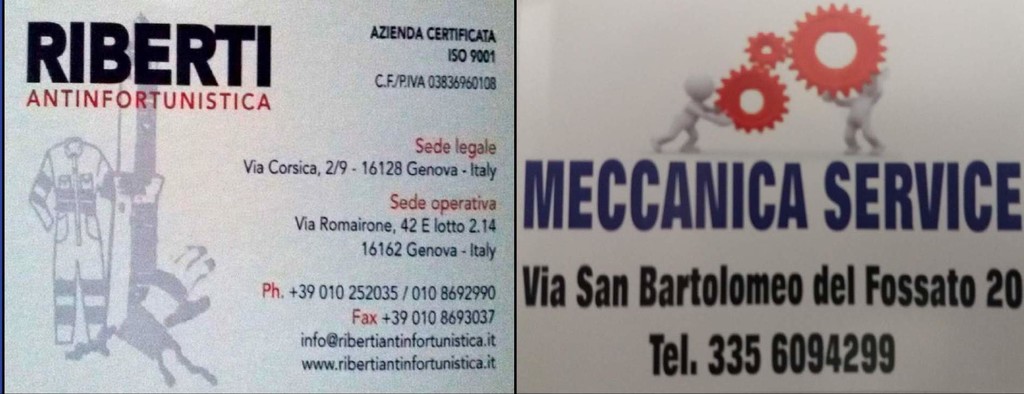 RIBERTI
ANTINFORTUNISTICA
AZIENDA CERTIFICATA
ISO 9001
C.F./P.IVA 03836960108
Sede legale
Via Corsica, 2/9 - 16128 Genova - Italy
Sede operativa
Via Romairone, 42 E lotto 2.14
16162 Genova - Italy
Ph. +39 010 252035 / 010 8692990
Fax +39 010 8693037
info@ribertiantinfortunistica.it
www.ribertiantinfortunistica.it
MECCANICA SERVICE
Via San Bartolomeo del Fossato 20
Tel. 335 6094299